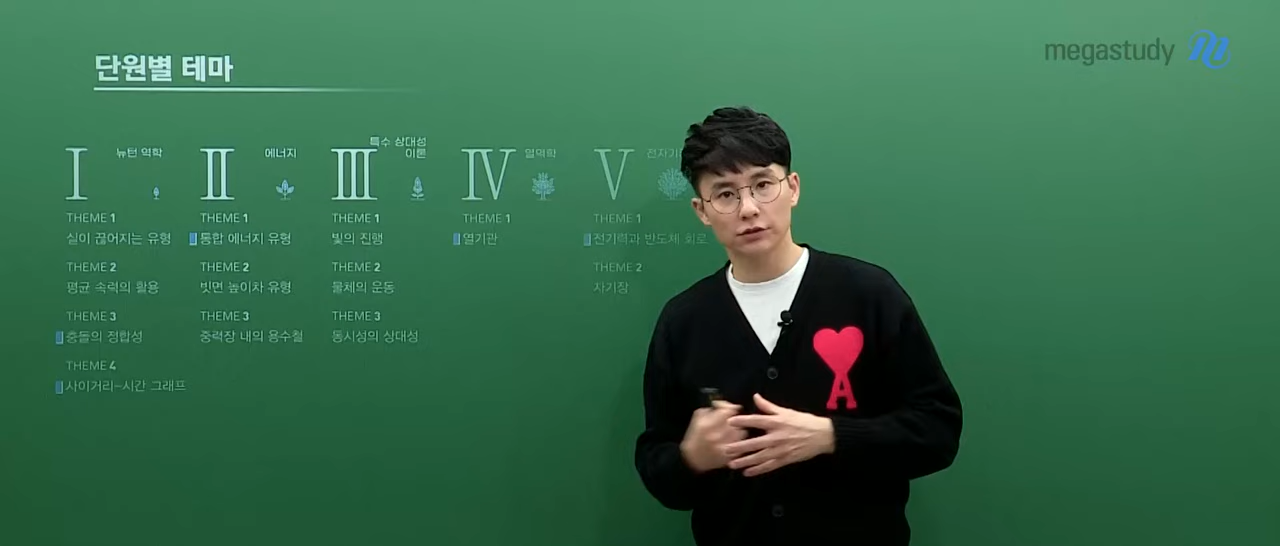 단원별 테마
megastudy
I
뉴턴 역학
THEME 1
실이 끊어지는 유형
THEME 2
평균 속력의 활용
THEME 3
충돌의 정합성
THEME 4
사이거리-시간 그래프
II
에너지
THEME 1
통합 에너지 유형
THEME 2
빗면 높이차 유형
THEME 3
중력장 내의 용수철
III
특수 상대성
이론
THEME 1
빛의 진행
THEME 2
물체의 운동
THEME 3
동시성의 상대성
IV
열역학
THEME 1
열기관
V
THEME 1
전기력과 반도체 회로
THEME 2
자기장
A